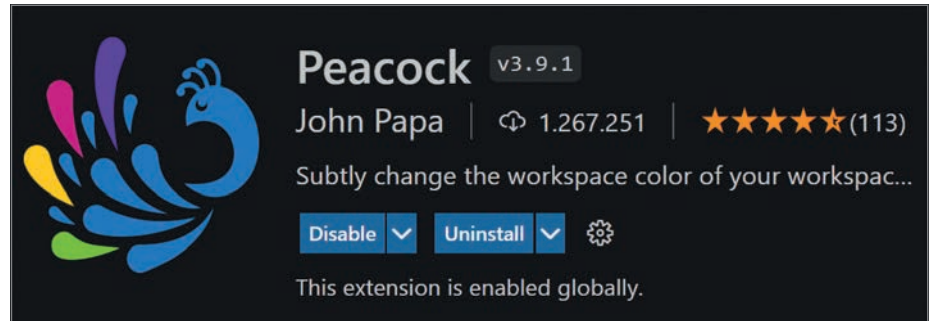 Peacock v3.9.1
John Papa 1.267.251 (113)
Subtly change the workspace color of your workspac...
Disable Uninstall
This extension is enabled globally.